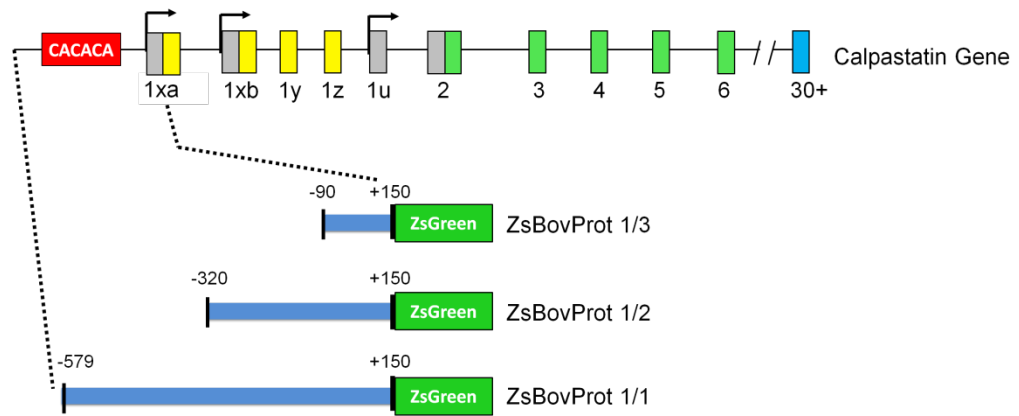 CACACA
Calpastatin Gene
1xa 1xb 1y 1z 1u 2 3 4 5 6 30+
-90 +150
ZsGreen ZsBovProt 1/3
-320 +150
ZsGreen ZsBovProt 1/2
-579 +150
ZsGreen ZsBovProt 1/1